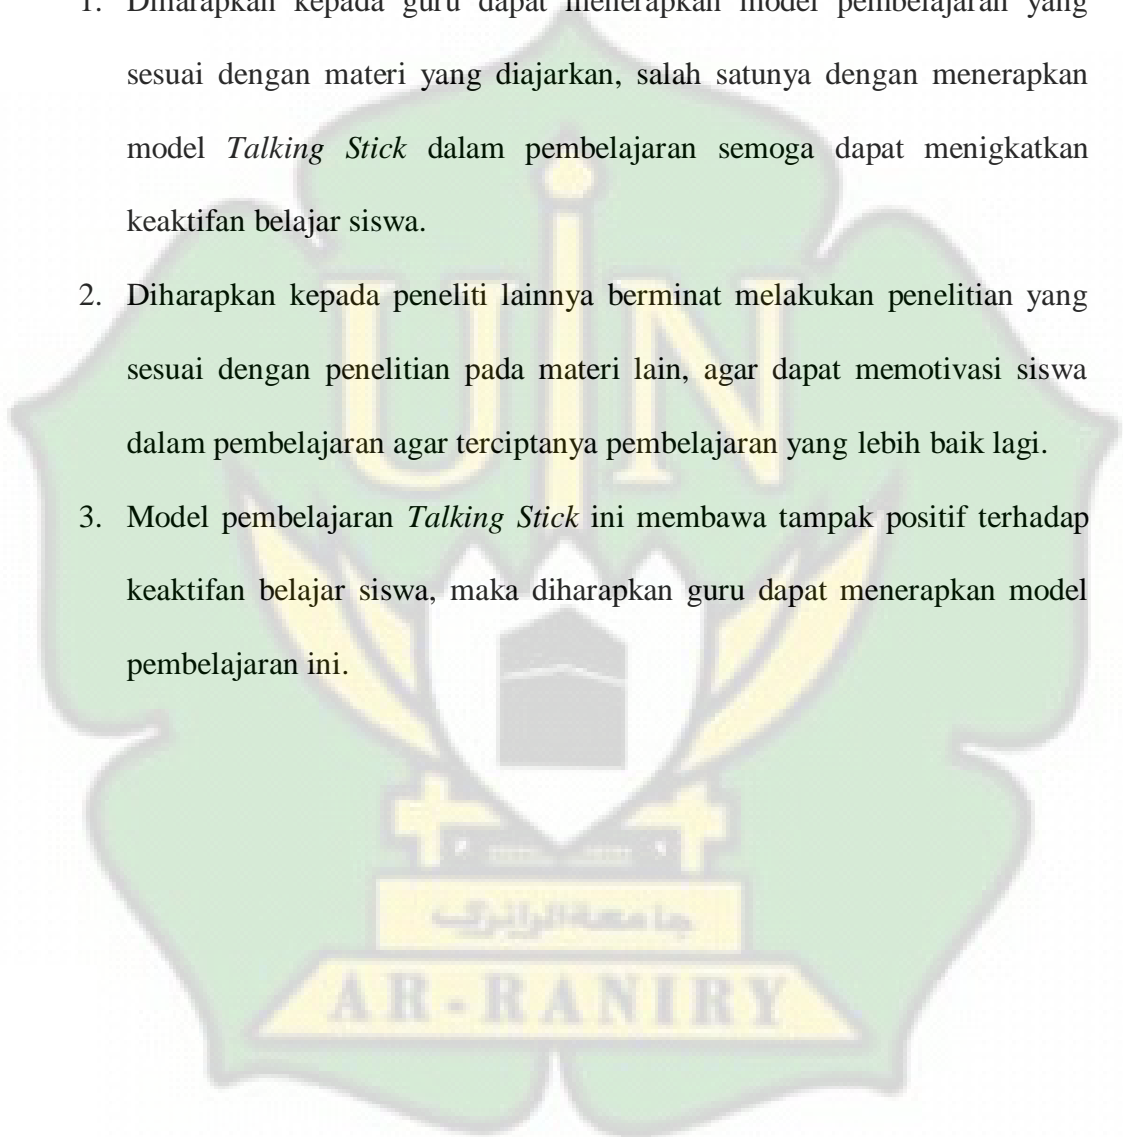 1. Diharapkan kepada guru dapat menerapkan model pembelajaran yang
sesuai dengan materi yang diajarkan, salah satunya dengan menerapkan
model Talking Stick dalam pembelajaran semoga dapat menigkatkan
keaktifan belajar siswa.
2. Diharapkan kepada peneliti lainnya berminat melakukan penelitian yang
sesuai dengan penelitian pada materi lain, agar dapat memotivasi siswa
dalam pembelajaran agar terciptanya pembelajaran yang lebih baik lagi.
3. Model pembelajaran Talking Stick ini membawa tampak positif terhadap
keaktifan belajar siswa, maka diharapkan guru dapat menerapkan model
pembelajaran ini.
UIN
جامعة الرانري
AR-RANIRY